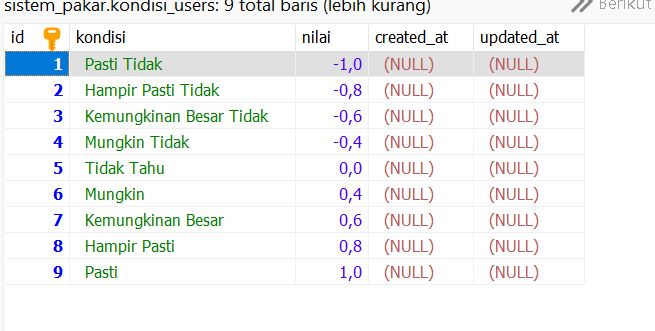 sistem_pakar.kondisi_users: 9 total baris (lebih kurang)
Berikut
id kondisi nilai created_at updated_at
1 Pasti Tidak -1,0 (NULL) (NULL)
2 Hampir Pasti Tidak -0,8 (NULL) (NULL)
3 Kemungkinan Besar Tidak -0,6 (NULL) (NULL)
4 Mungkin Tidak -0,4 (NULL) (NULL)
5 Tidak Tahu 0,0 (NULL) (NULL)
6 Mungkin 0,4 (NULL) (NULL)
7 Kemungkinan Besar 0,6 (NULL) (NULL)
8 Hampir Pasti 0,8 (NULL) (NULL)
9 Pasti 1,0 (NULL) (NULL)